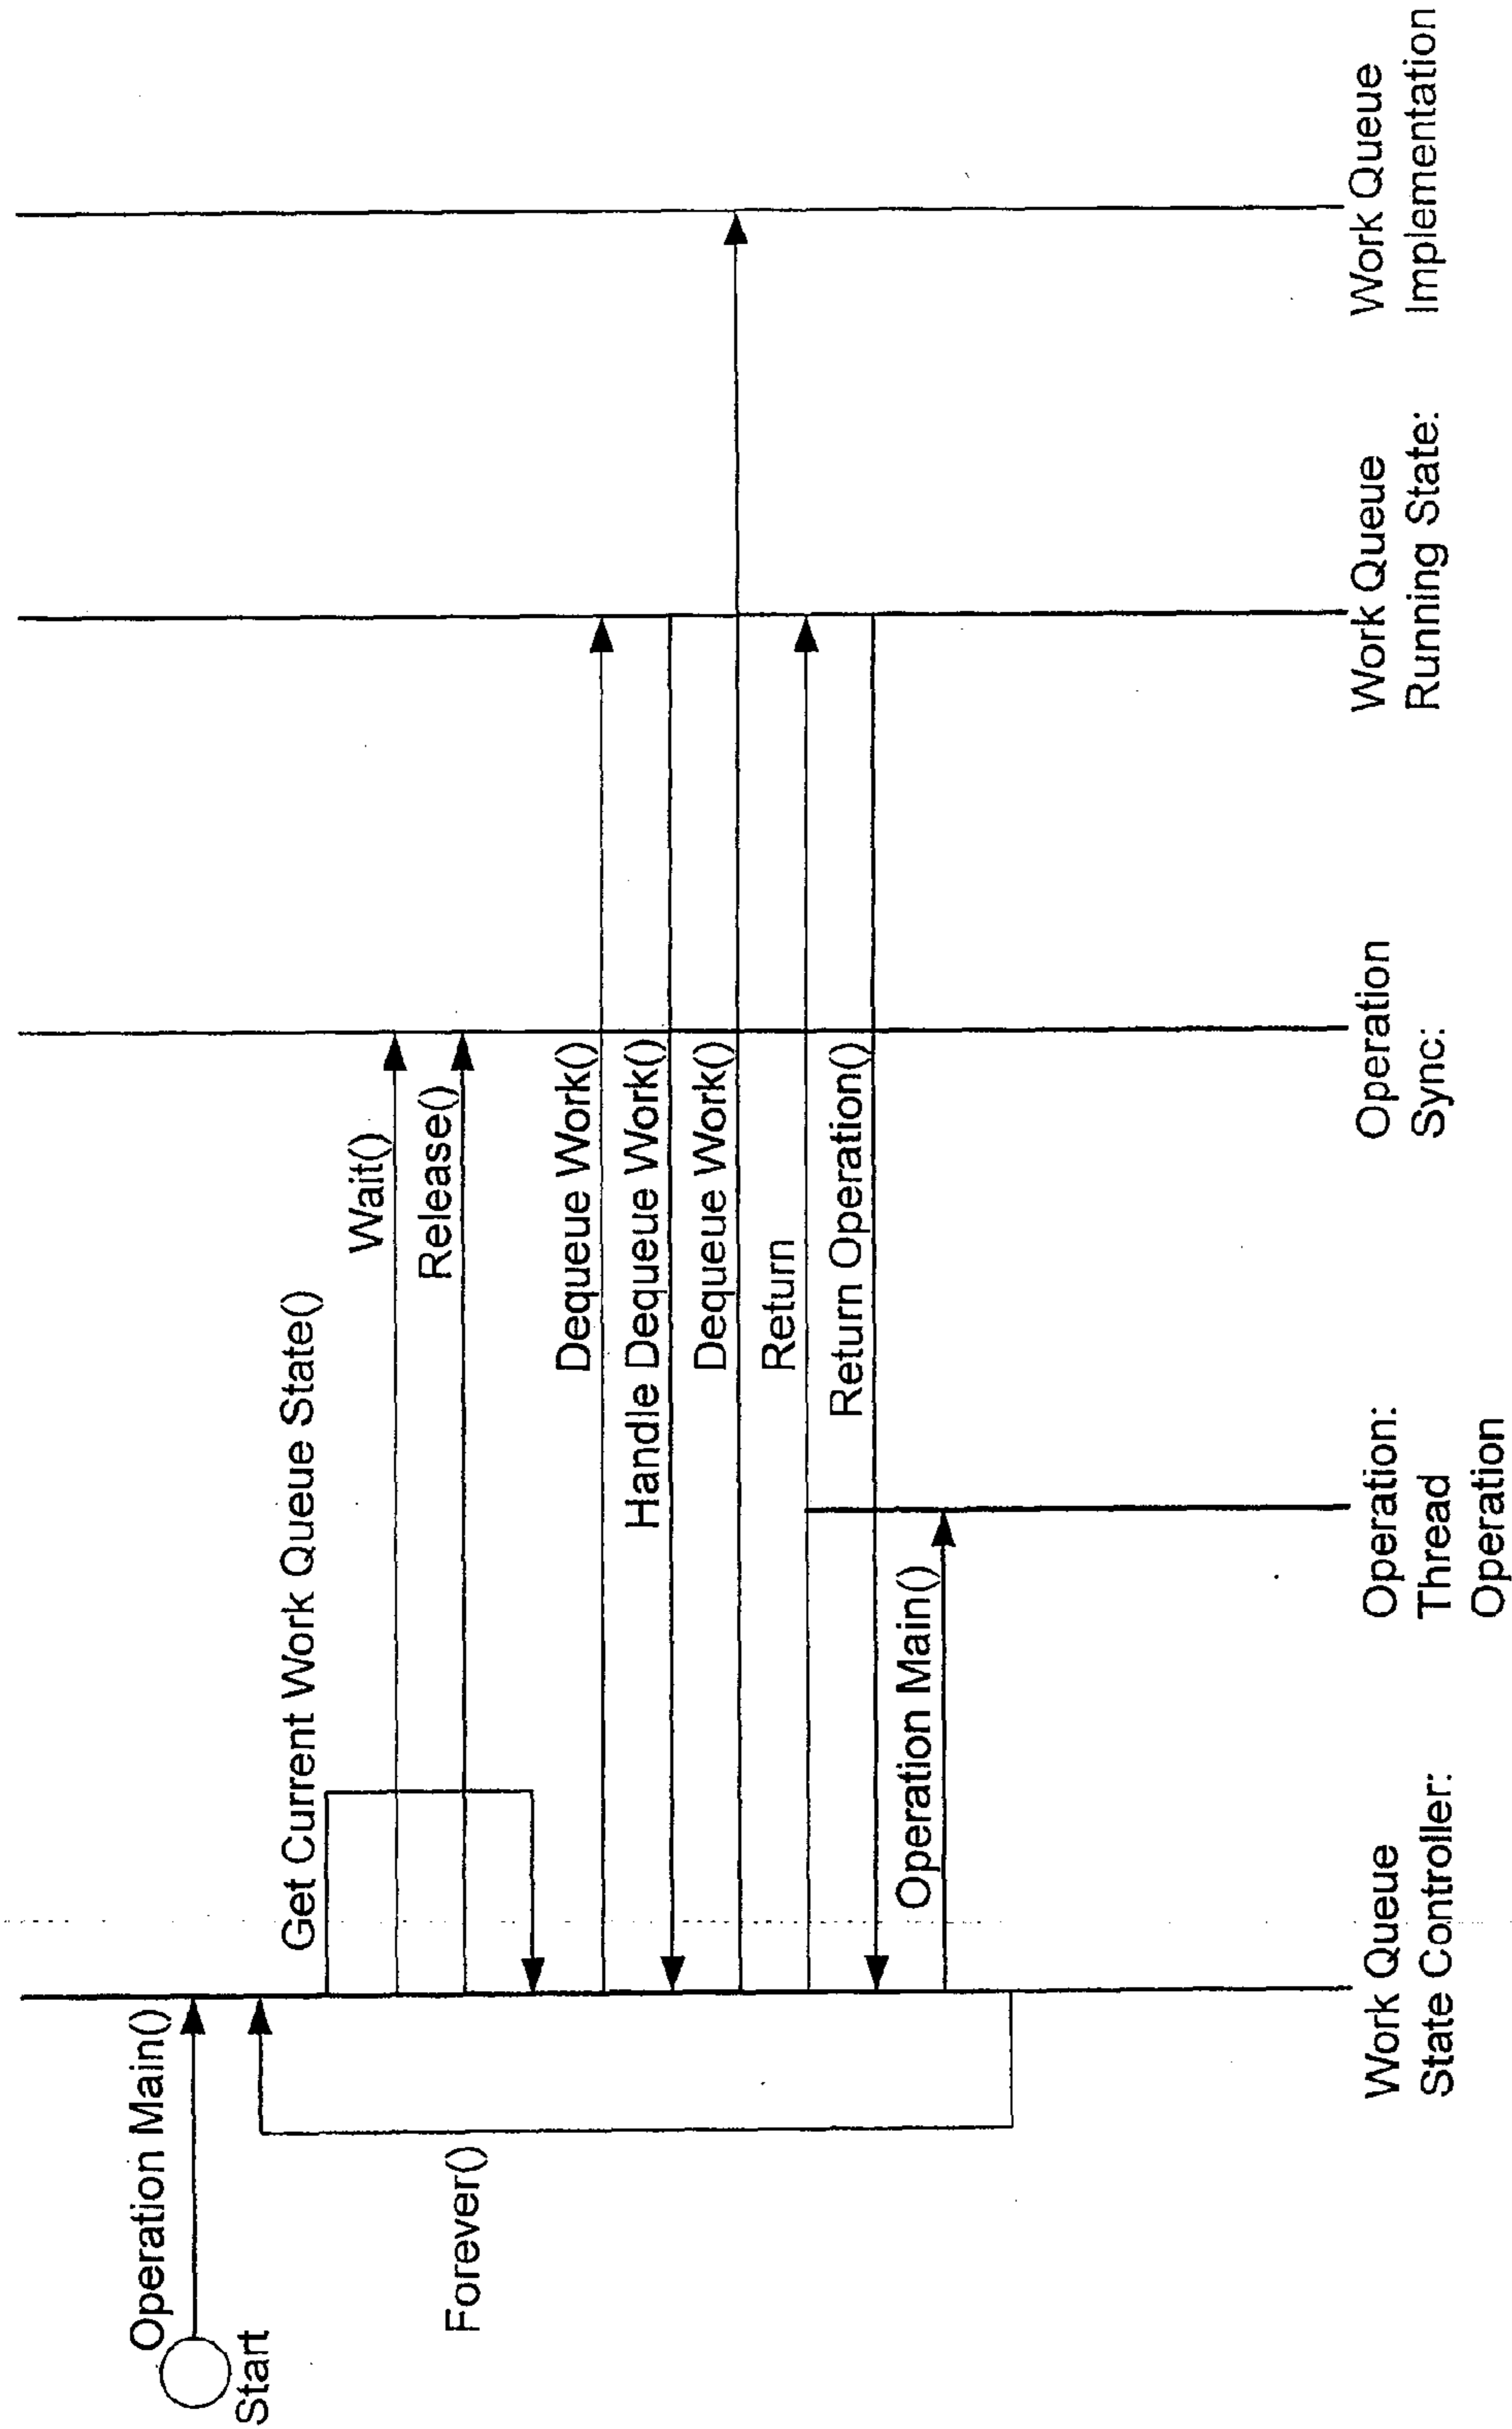 Operation Main()
Start
Forever()
Get Current Work Queue State()
Wait()
Release()
Dequeue Work()
Handle Dequeue Work()
Dequeue Work()
Return
Return Operation()
Operation Main()
Work Queue
State Controller:
Operation:
Thread
Operation
Operation
Sync:
Work Queue
Running State:
Work Queue
Implementation